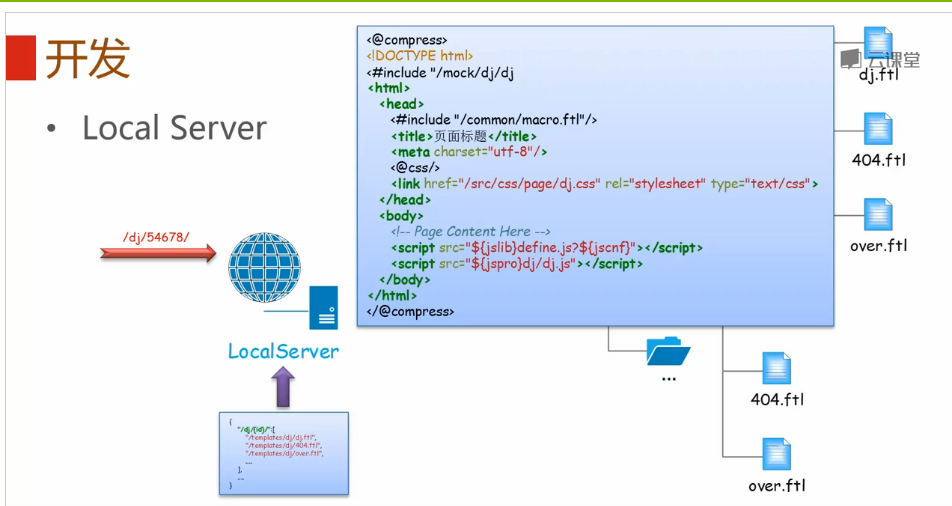 开发
• Local Server
<@compress>
<!DOCTYPE html>
<#include "/mock/dj/dj
<html>
<head>
<#include "/common/macro.ftl"/>
<title>页面标题</title>
<meta charset="utf-8"/>
<@css/>
<link href="/src/css/page/dj.css" rel="stylesheet" type="text/css">
</head>
<body>
<!-- Page Content Here -->
<script src="${jslib}define.js?${jscnf}"></script>
<script src="${jspro}dj/dj.js"></script>
</body>
</html>
</@compress>
云课堂
dj.ftl
404.ftl
over.ftl
/dj/54678/
LocalServer
...
404.ftl
over.ftl
{
"/dj/{id}/":[
"/templates/dj/dj.ftl",
"/templates/dj/404.ftl",
"/templates/dj/over.ftl",
...
],
...
}